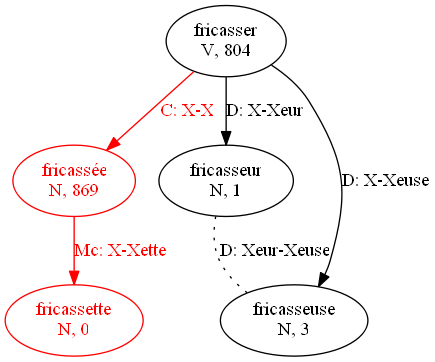 fricasser
V, 804
C: X-X
D: X-Xeur
fricassée
N, 869
fricasseur
N, 1
D: X-Xeuse
Mc: X-Xette
D: Xeur-Xeuse
fricassette
N, 0
fricasseuse
N, 3